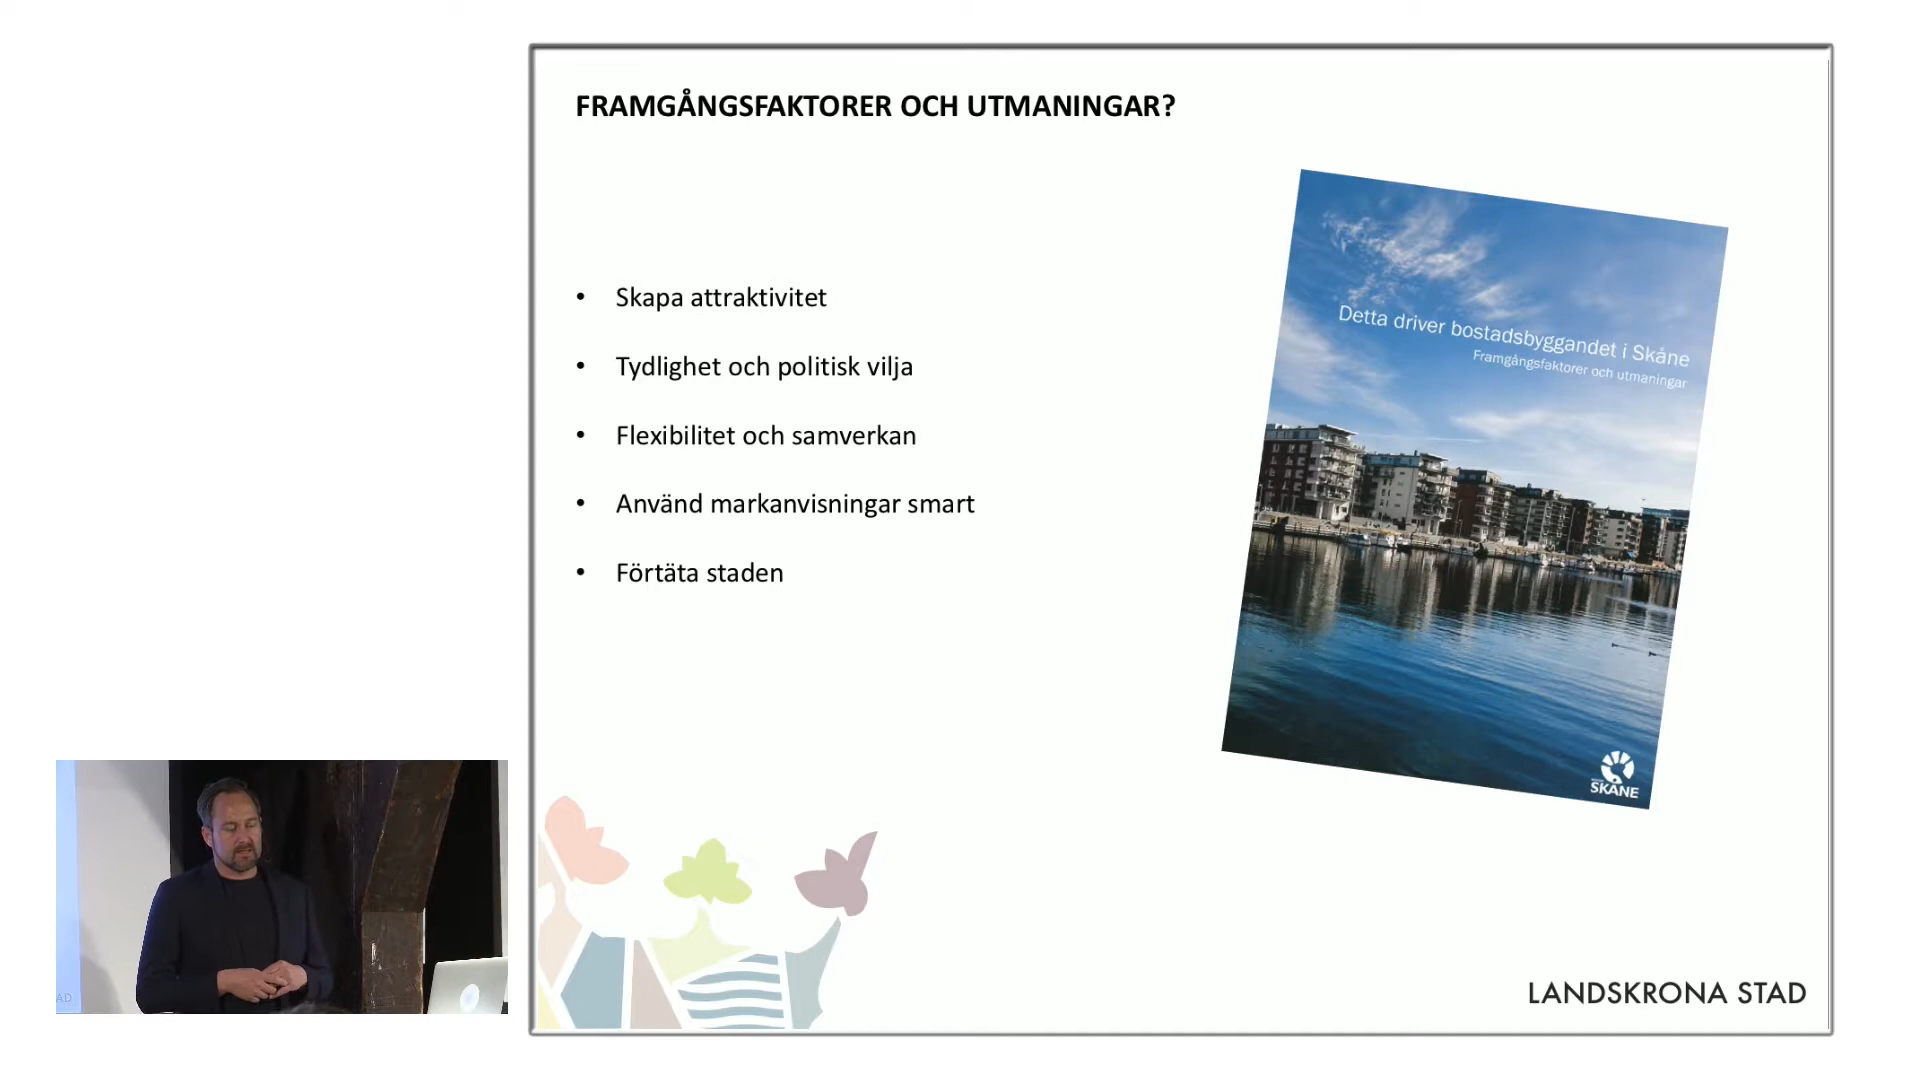 FRAMGÅNGSFAKTORER OCH UTMANINGAR?
• Skapa attraktivitet
• Tydlighet och politisk vilja
• Flexibilitet och samverkan
• Använd markanvisningar smart
• Förtäta staden
Detta driver bostadsbyggandet i Skåne
Framgångsfaktorer och utmaningar
SKÅNE
LANDSKRONA STAD
AD